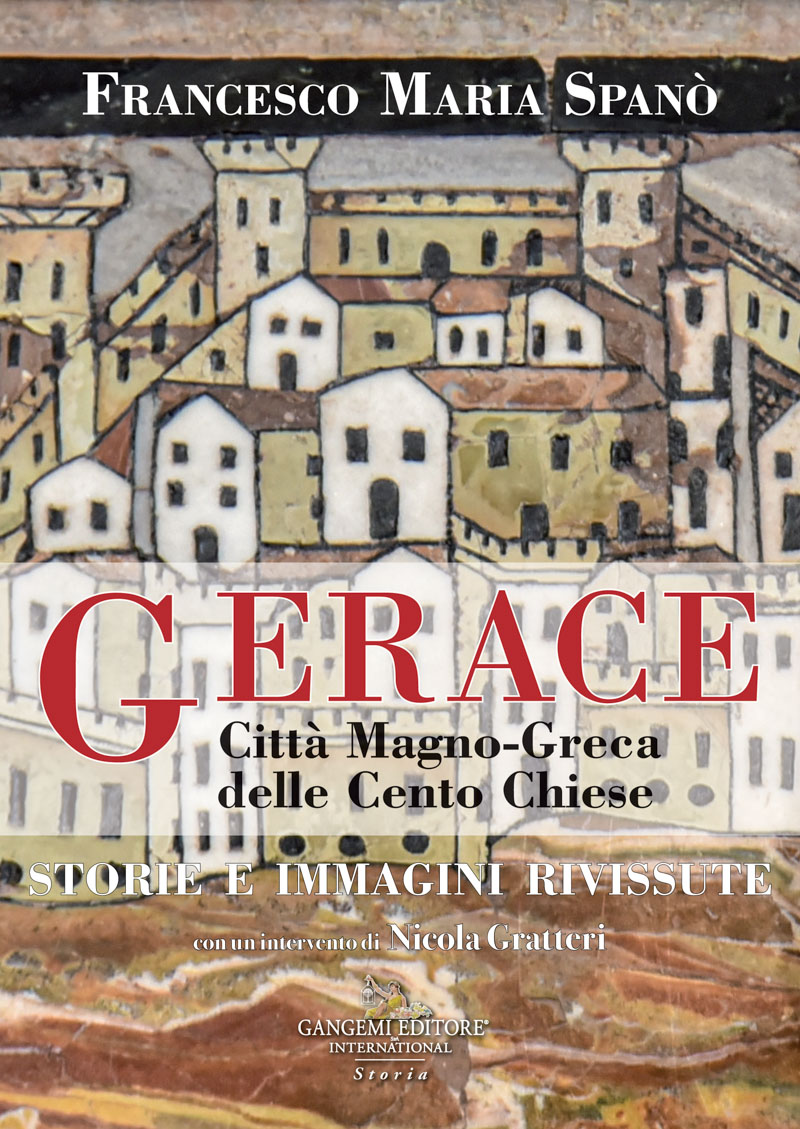 FRANCESCO MARIA SPANÒ
GERACE
Città Magno-Greca
delle Cento Chiese
STORIE E IMMAGINI RIVISSUTE
con un intervento di Nicola Gratteri
GANGEMI EDITORE®
INTERNATIONAL
Storia